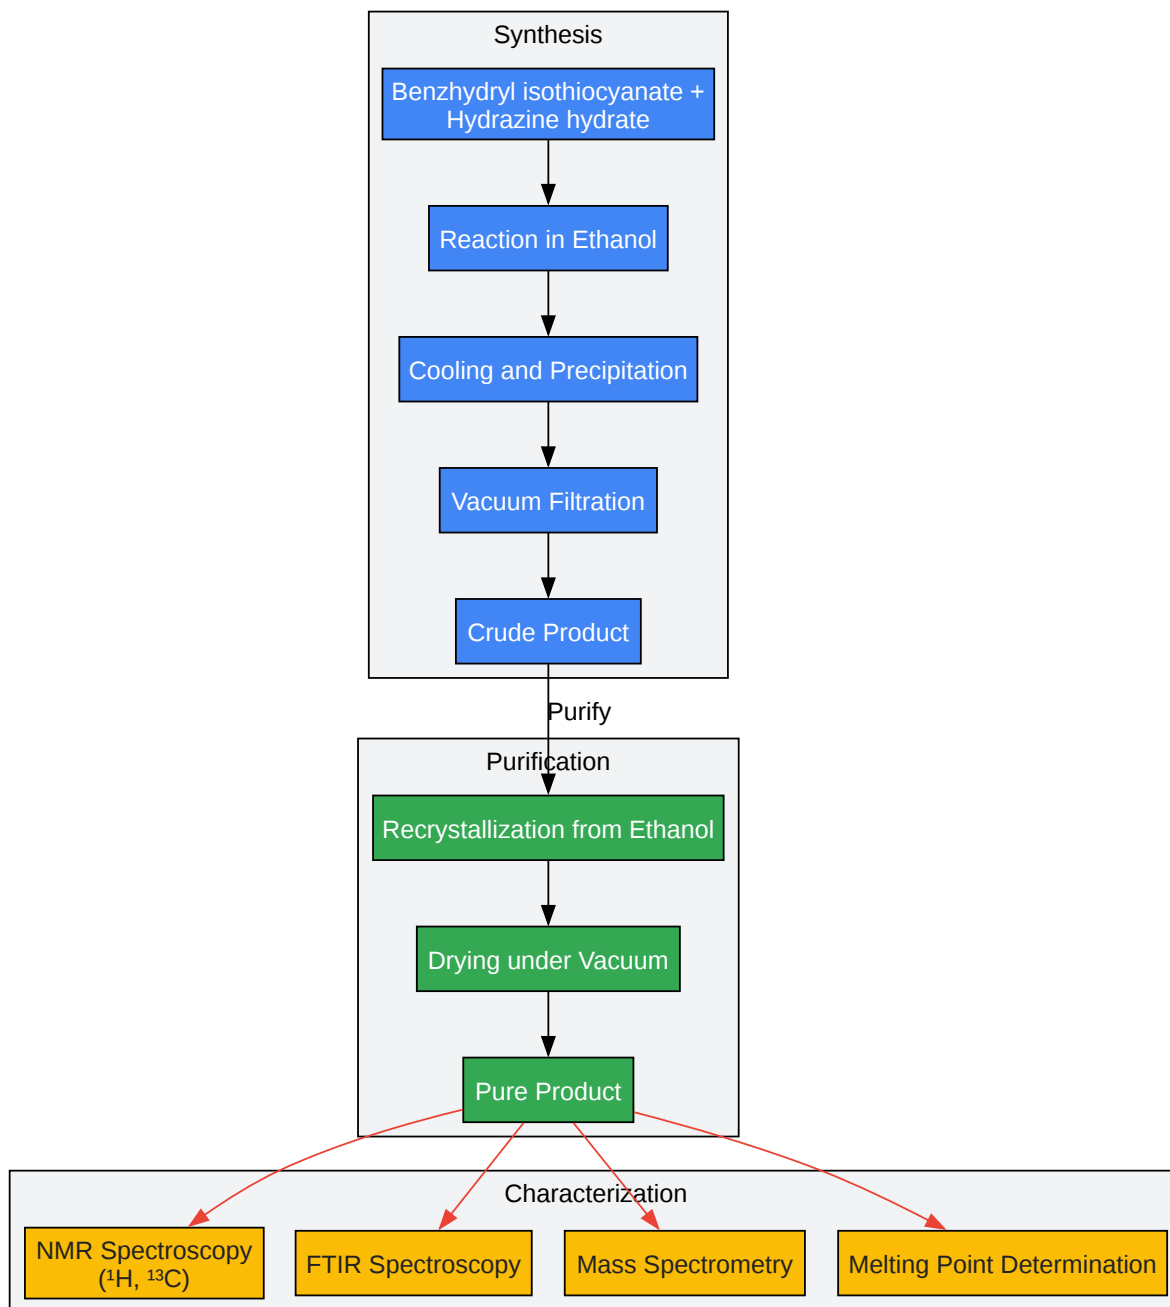 Synthesis
Benzhydryl isothiocyanate +
Hydrazine hydrate
Reaction in Ethanol
Cooling and Precipitation
Vacuum Filtration
Crude Product
Purify
Purification
Recrystallization from Ethanol
Drying under Vacuum
Pure Product
Characterization
NMR Spectroscopy
(¹H, ¹³C)
FTIR Spectroscopy
Mass Spectrometry
Melting Point Determination